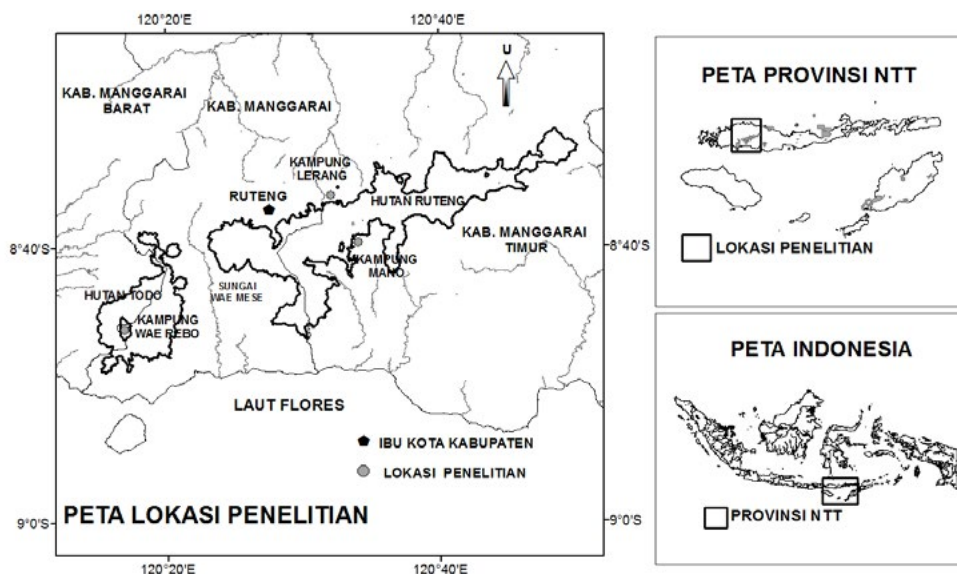 120°20'E
120°40'E
U
KAB. MANGGARAI
BARAT
KAB. MANGGARAI
KAMPUNG
LERANG
RUTENG
HUTAN RUTENG
KAB. MANGGARAI
TIMUR
8°40'S
8°40'S
KAMPUNG
MANO
SUNGAI
WAE MESE
HUTAN TODO
KAMPUNG
WAE REBO
LAUT FLORES
IBU KOTA KABUPATEN
LOKASI PENELITIAN
PETA LOKASI PENELITIAN
9°0'S
9°0'S
120°20'E
120°40'E
PETA PROVINSI NTT
LOKASI PENELITIAN
PETA INDONESIA
PROVINSI NTT